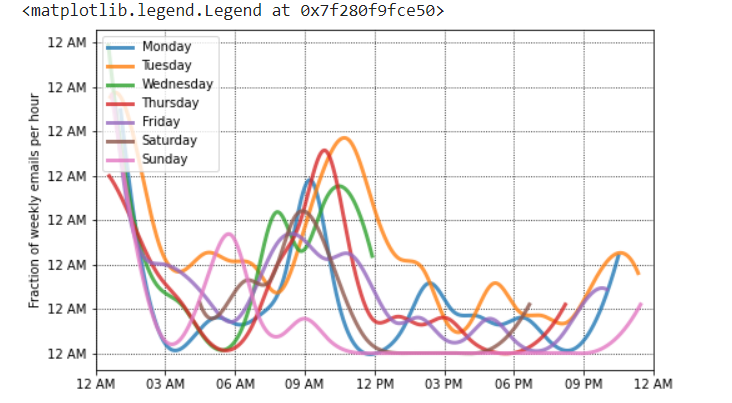 <matplotlib.legend.Legend at 0x7f280f9fce50>
12 AM
12 AM
12 AM
12 AM
12 AM
12 AM
12 AM
12 AM
Fraction of weekly emails per hour
Monday
Tuesday
Wednesday
Thursday
Friday
Saturday
Sunday
12 AM 03 AM 06 AM 09 AM 12 PM 03 PM 06 PM 09 PM 12 AM